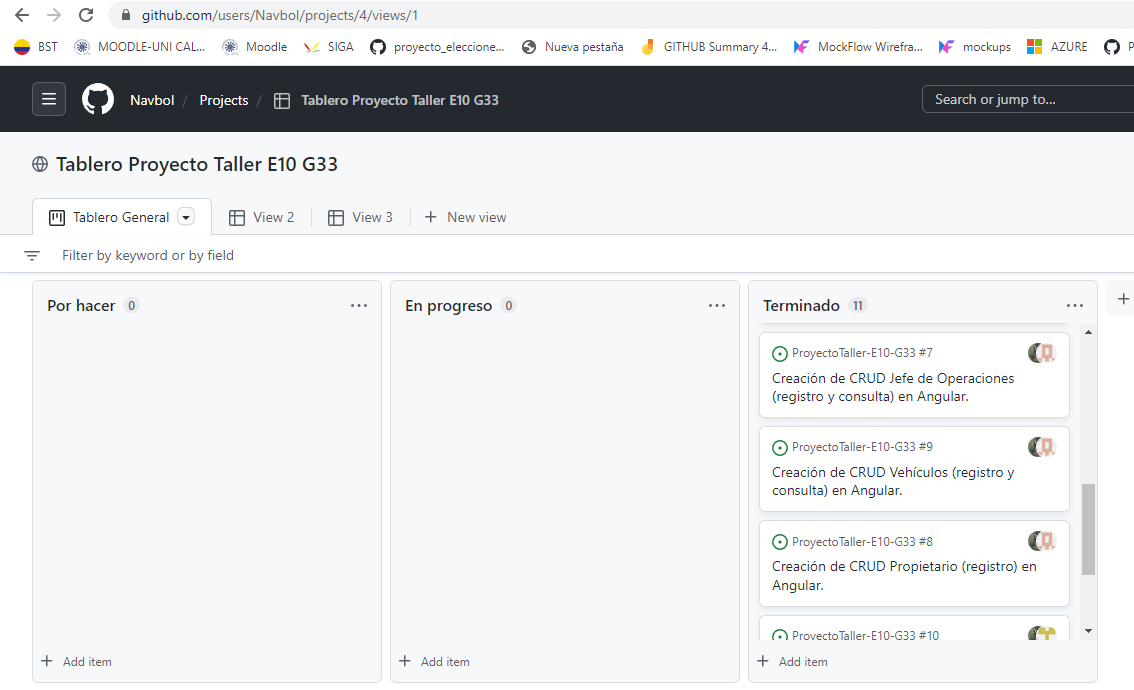 github.com/users/Navbol/projects/4/views/1
BST
MOODLE-UNI CAL...
Moodle
SIGA
proyecto_eleccione...
Nueva pestaña
GITHUB Summary 4...
MockFlow Wirefra...
mockups
AZURE
P
Navbol / Projects / Tablero Proyecto Taller E10 G33
Search or jump to...
Tablero Proyecto Taller E10 G33
Tablero General
View 2
View 3
New view
Filter by keyword or by field
Por hacer 0
Add item
En progreso 0
Add item
Terminado 11
ProyectoTaller-E10-G33 #7
Creación de CRUD Jefe de Operaciones
(registro y consulta) en Angular.
ProyectoTaller-E10-G33 #9
Creación de CRUD Vehículos (registro y
consulta) en Angular.
ProyectoTaller-E10-G33 #8
Creación de CRUD Propietario (registro) en
Angular.
ProyectoTaller-E10-G33 #10
Add item